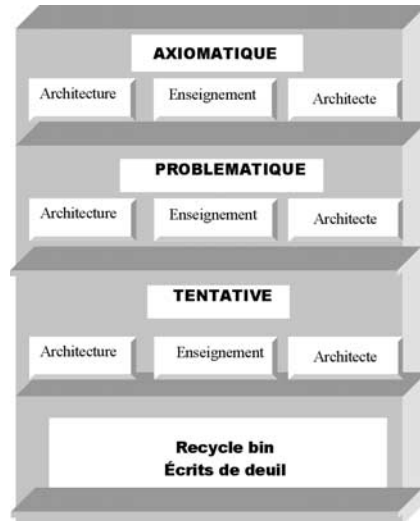 AXIOMATIQUE
Architecture Enseignement Architecte
PROBLEMATIQUE
Architecture Enseignement Architecte
TENTATIVE
Architecture Enseignement Architecte
Recycle bin
Écrits de deuil